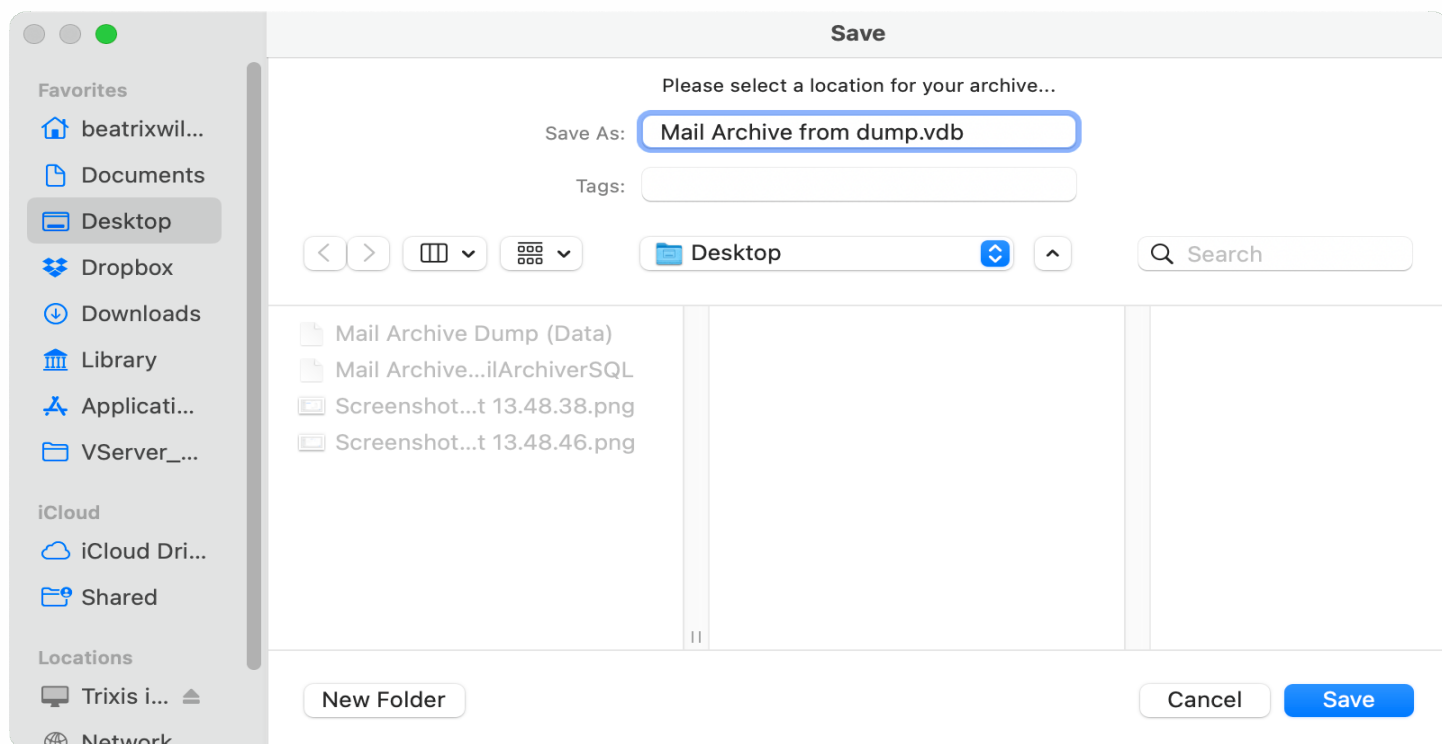 Save
Favorites
beatrixwil...
Documents
Desktop
Dropbox
Downloads
Library
Applicati...
VServer_...
iCloud
iCloud Dri...
Shared
Locations
Trixis i...
Network
Please select a location for your archive...
Save As: Mail Archive from dump.vdb
Tags:
Desktop
Search
Mail Archive Dump (Data)
Mail Archive...ilArchiverSQL
Screenshot...t 13.48.38.png
Screenshot...t 13.48.46.png
New Folder
Cancel
Save